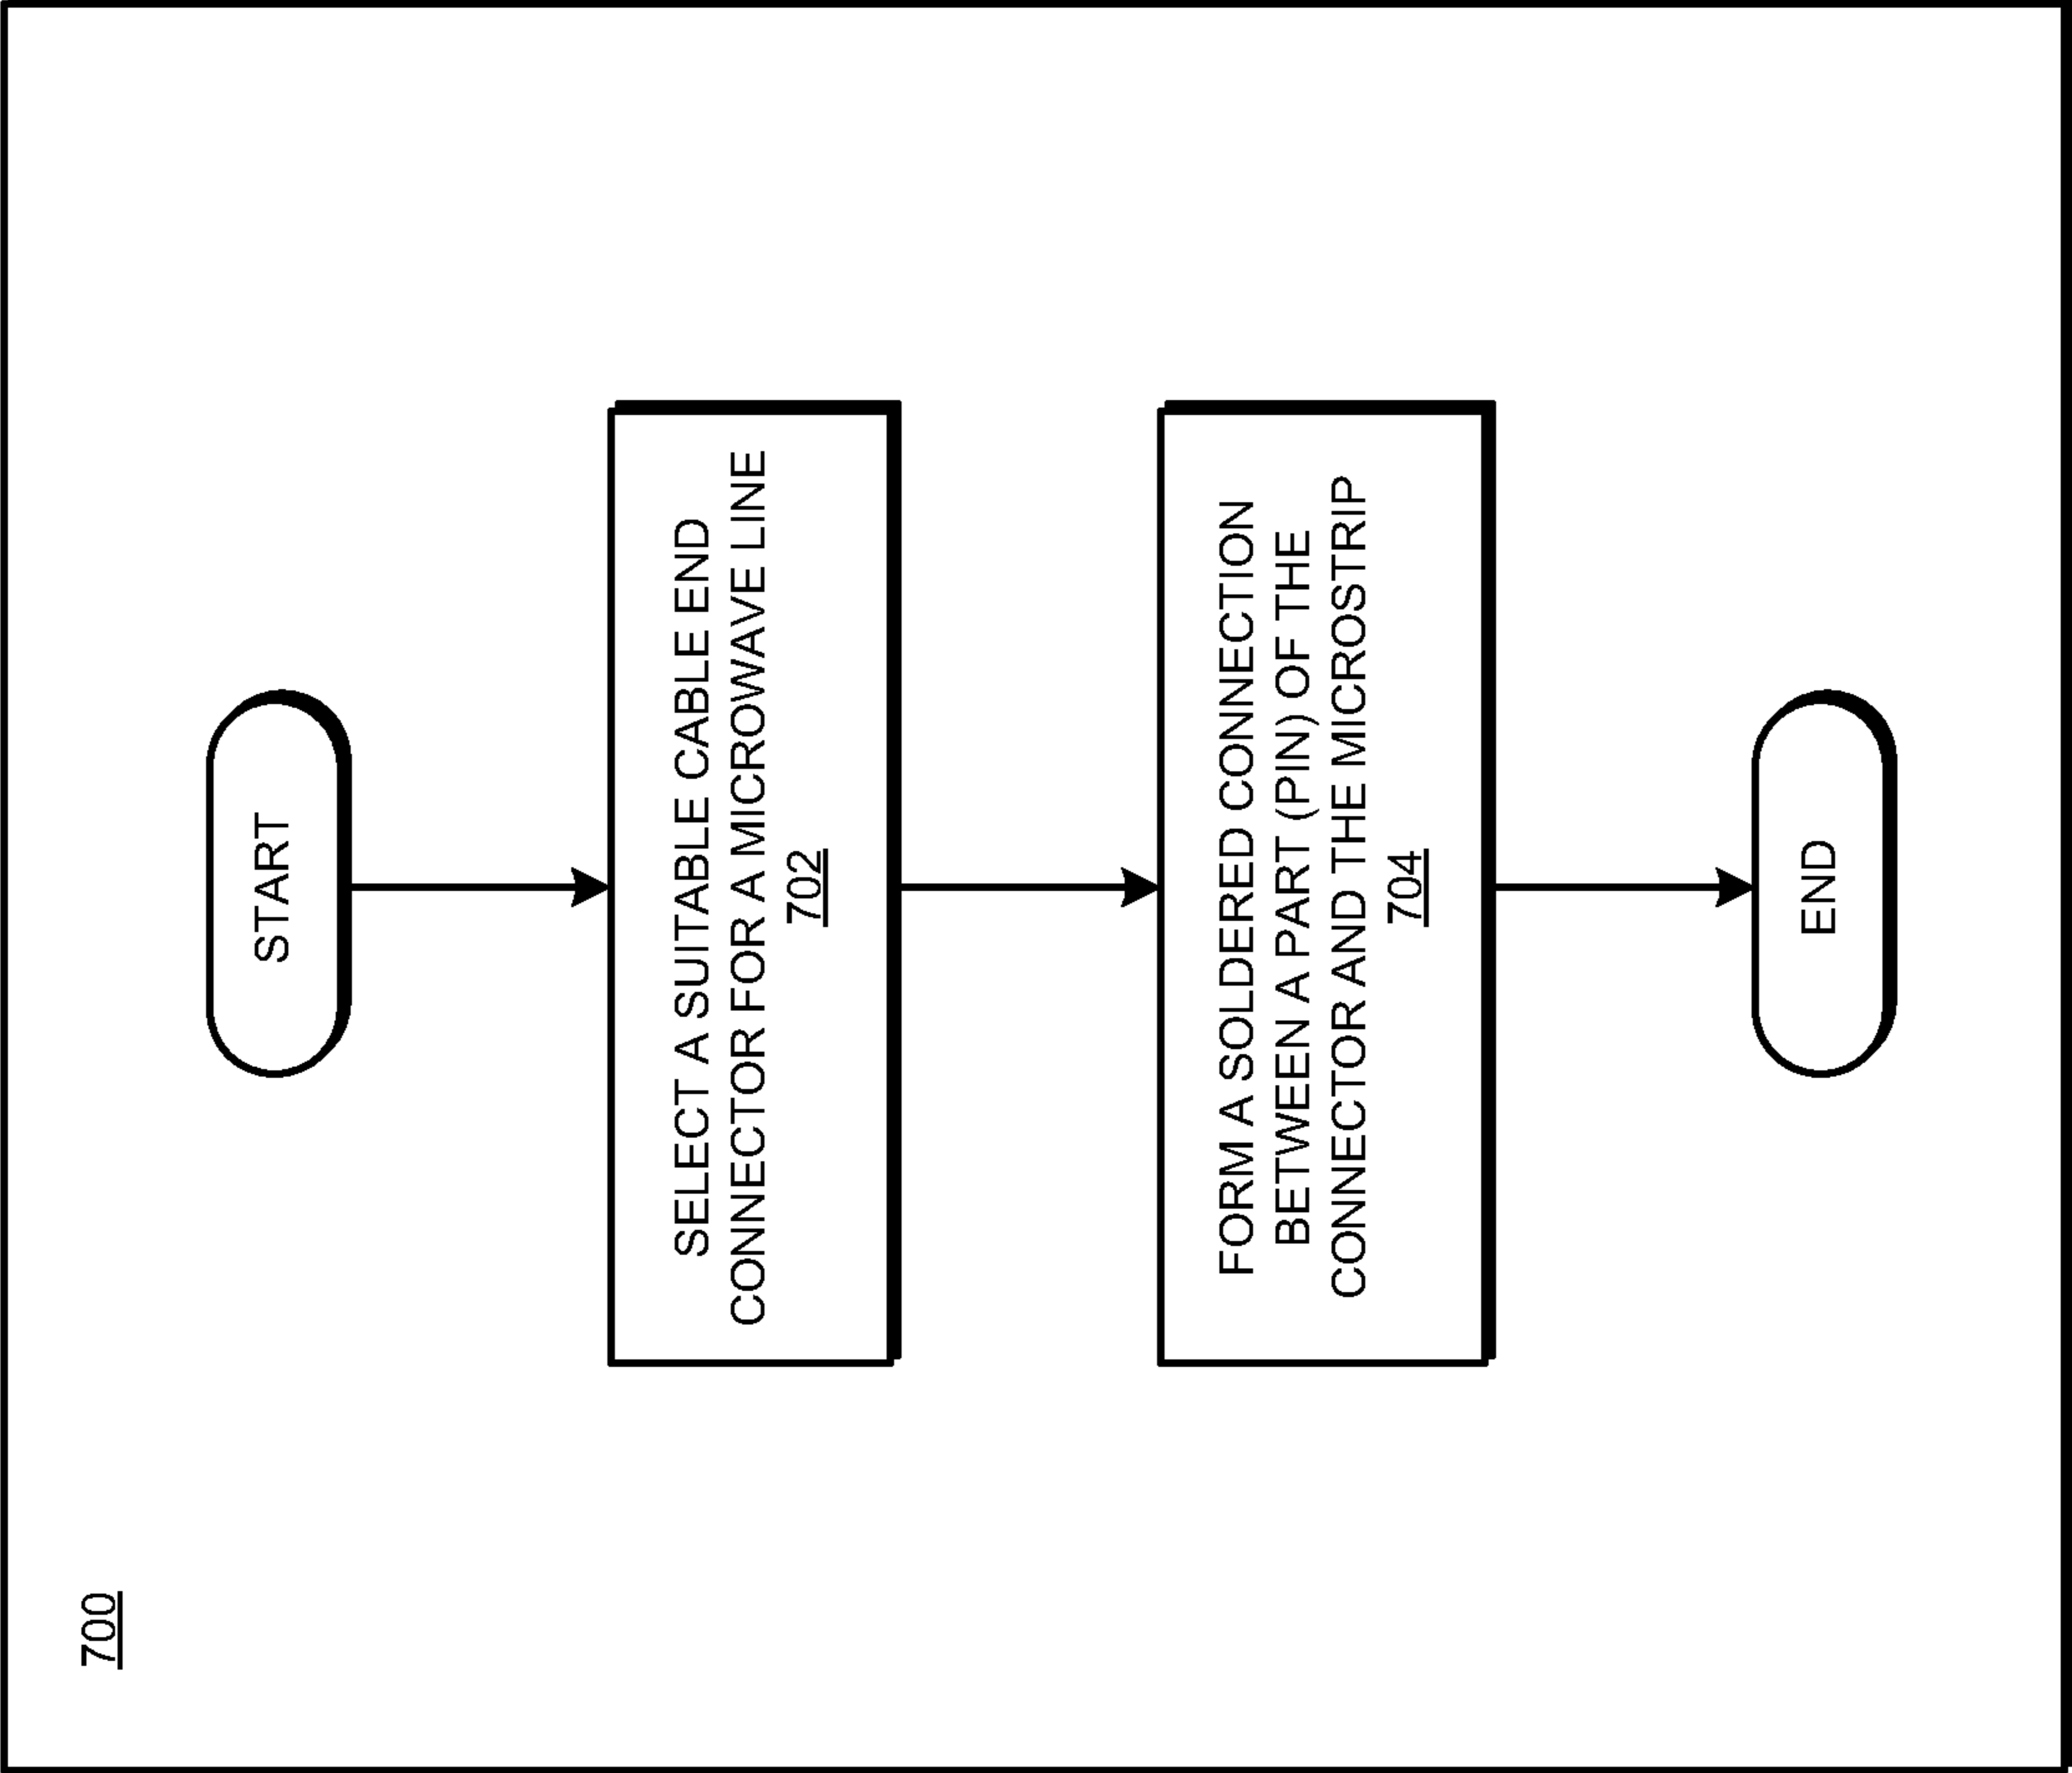 700
START
SELECT A SUITABLE CABLE END
CONNECTOR FOR A MICROWAVE LINE
702
FORM A SOLDERED CONNECTION
BETWEEN A PART (PIN) OF THE
CONNECTOR AND THE MICROSTRIP
704
END